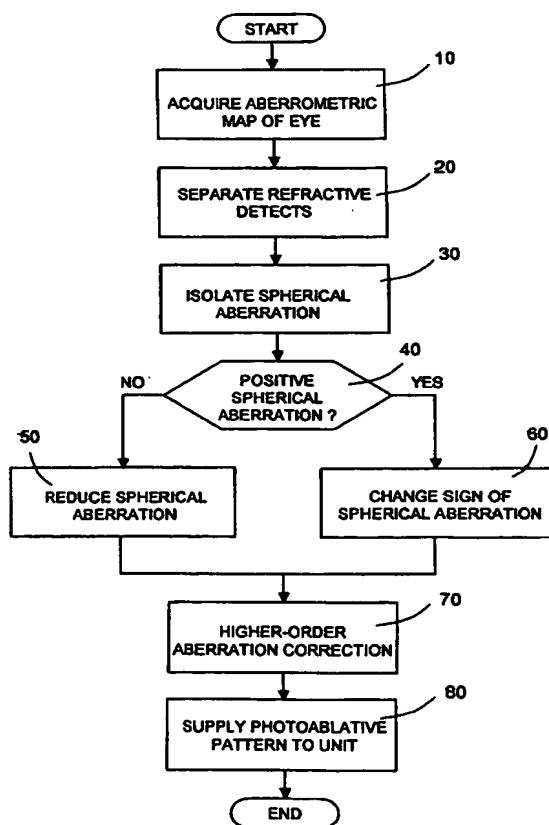 START
10
ACQUIRE ABERROMETRIC
MAP OF EYE
20
SEPARATE REFRACTIVE
DETECTS
30
ISOLATE SPHERICAL
ABERRATION
40
NO
POSITIVE
SPHERICAL
ABERRATION ?
YES
50
REDUCE SPHERICAL
ABERRATION
60
CHANGE SIGN OF
SPHERICAL ABERRATION
70
HIGHER-ORDER
ABERRATION CORRECTION
80
SUPPLY PHOTOABLATIVE
PATTERN TO UNIT
END